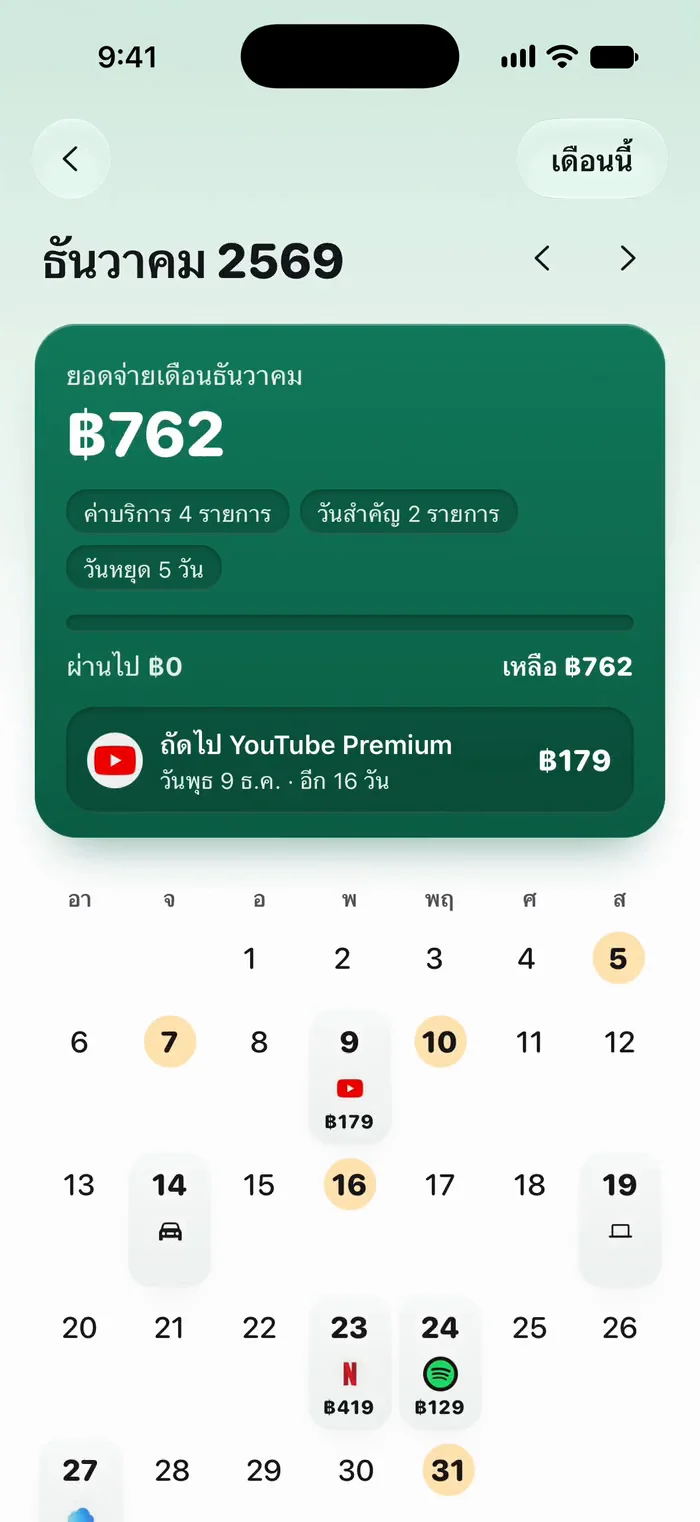 9:41
เดือนนี้
ธันวาคม 2569
ยอดจ่ายเดือนธันวาคม
฿762
ค่าบริการ 4 รายการ วันสำคัญ 2 รายการ
วันหยุด 5 วัน
ผ่านไป ฿0 เหลือ ฿762
ถัดไป YouTube Premium
วันพุธ 9 ธ.ค. · อีก 16 วัน
฿179
อา จ อ พ พฤ ศ ส
1 2 3 4 5
6 7 8 9 10 11 12
฿179
13 14 15 16 17 18 19
20 21 22 23 24 25 26
N
฿419 ฿129
27 28 29 30 31